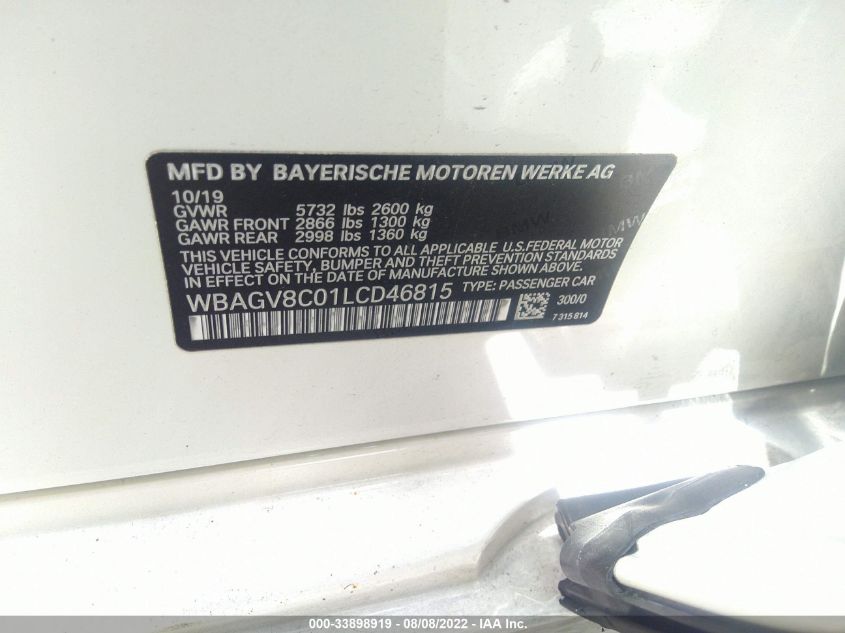 MFD BY BAYERISCHE MOTOREN WERKE AG
10/19
GVWR 5732 lbs 2600 kg
GAWR FRONT 2866 lbs 1300 kg
GAWR REAR 2998 lbs 1360 kg
THIS VEHICLE CONFORMS TO ALL APPLICABLE U.S.FEDERAL MOTOR
VEHICLE SAFETY, BUMPER AND THEFT PREVENTION STANDARDS
IN EFFECT ON THE DATE OF MANUFACTURE SHOWN ABOVE.
WBAGV8C01LCD46815 TYPE: PASSENGER CAR
300/0
7 315 814
BMW
BMW
000-33898919 - 08/08/2022 - IAA Inc.